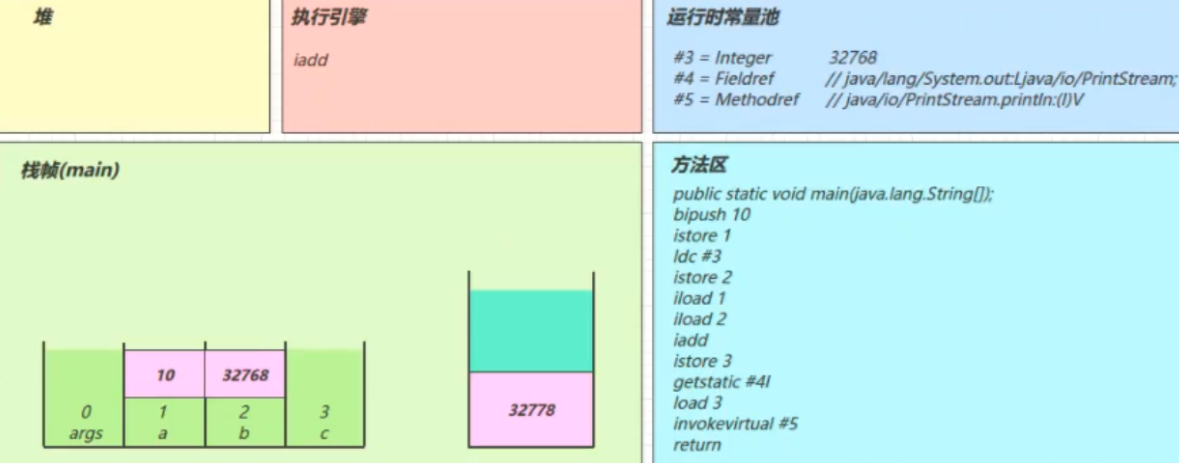 堆
执行引擎
iadd
运行时常量池
#3 = Integer 32768
#4 = Fieldref // java/lang/System.out:Ljava/io/PrintStream;
#5 = Methodref // java/io/PrintStream.println:(I)V
栈帧(main)
10 32768
0 1 2 3
args a b c
32778
方法区
public static void main(java.lang.String[]);
bipush 10
istore 1
ldc #3
istore 2
iload 1
iload 2
iadd
istore 3
getstatic #4I
load 3
invokevirtual #5
return